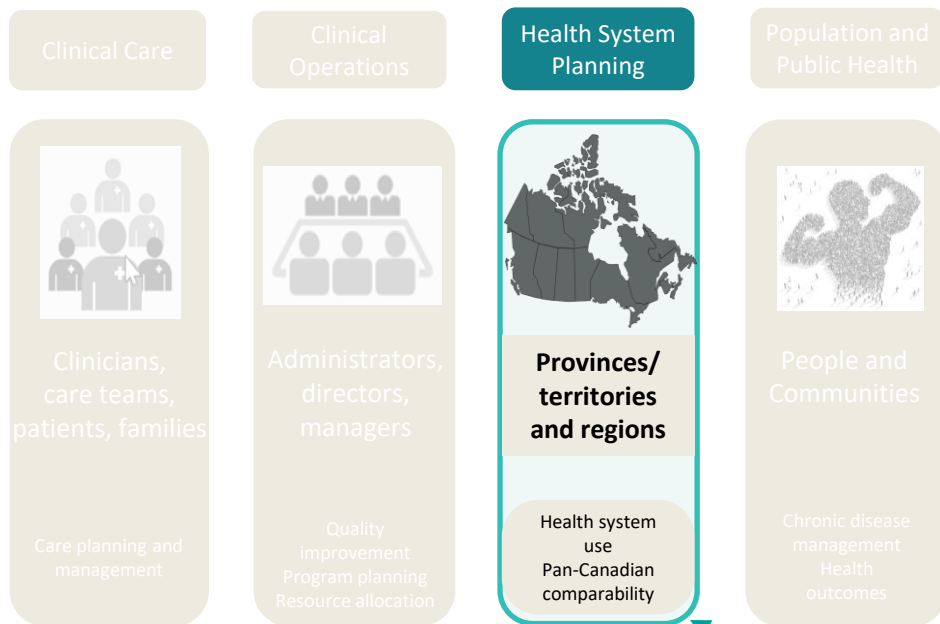 Clinical Care
Clinical
Operations
Health System
Planning
Population and
Public Health
Clinicians,
care teams,
patients, families
Administrators,
directors,
managers
Provinces/
territories
and regions
People and
Communities
Care planning and
management
Quality
improvement
Program planning
Resource allocation
Health system
use
Pan-Canadian
comparability
Chronic disease
management
Health
outcomes